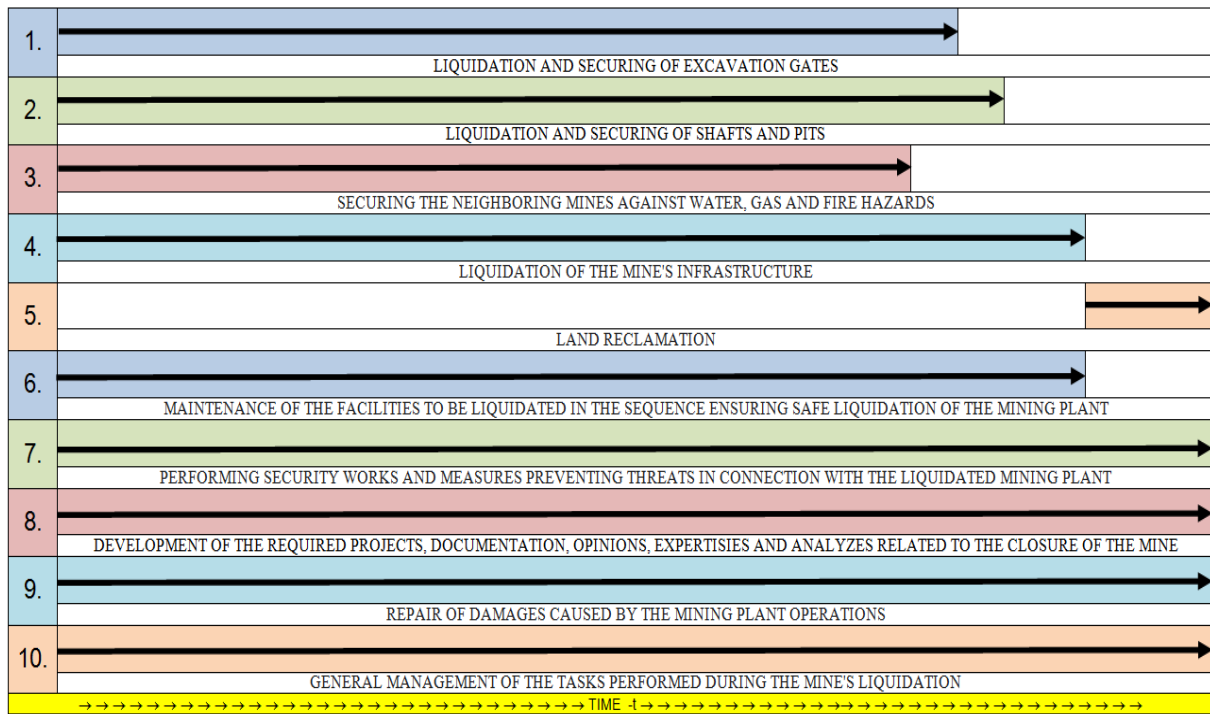 1.
LIQUIDATION AND SECURING OF EXCAVATION GATES
2.
LIQUIDATION AND SECURING OF SHAFTS AND PITS
3.
SECURING THE NEIGHBORING MINES AGAINST WATER, GAS AND FIRE HAZARDS
4.
LIQUIDATION OF THE MINE'S INFRASTRUCTURE
5.
LAND RECLAMATION
6.
MAINTENANCE OF THE FACILITIES TO BE LIQUIDATED IN THE SEQUENCE ENSURING SAFE LIQUIDATION OF THE MINING PLANT
7.
PERFORMING SECURITY WORKS AND MEASURES PREVENTING THREATS IN CONNECTION WITH THE LIQUIDATED MINING PLANT
8.
DEVELOPMENT OF THE REQUIRED PROJECTS, DOCUMENTATION, OPINIONS, EXPERTISIES AND ANALYZES RELATED TO THE CLOSURE OF THE MINE
9.
REPAIR OF DAMAGES CAUSED BY THE MINING PLANT OPERATIONS
10.
GENERAL MANAGEMENT OF THE TASKS PERFORMED DURING THE MINE'S LIQUIDATION
TIME -t